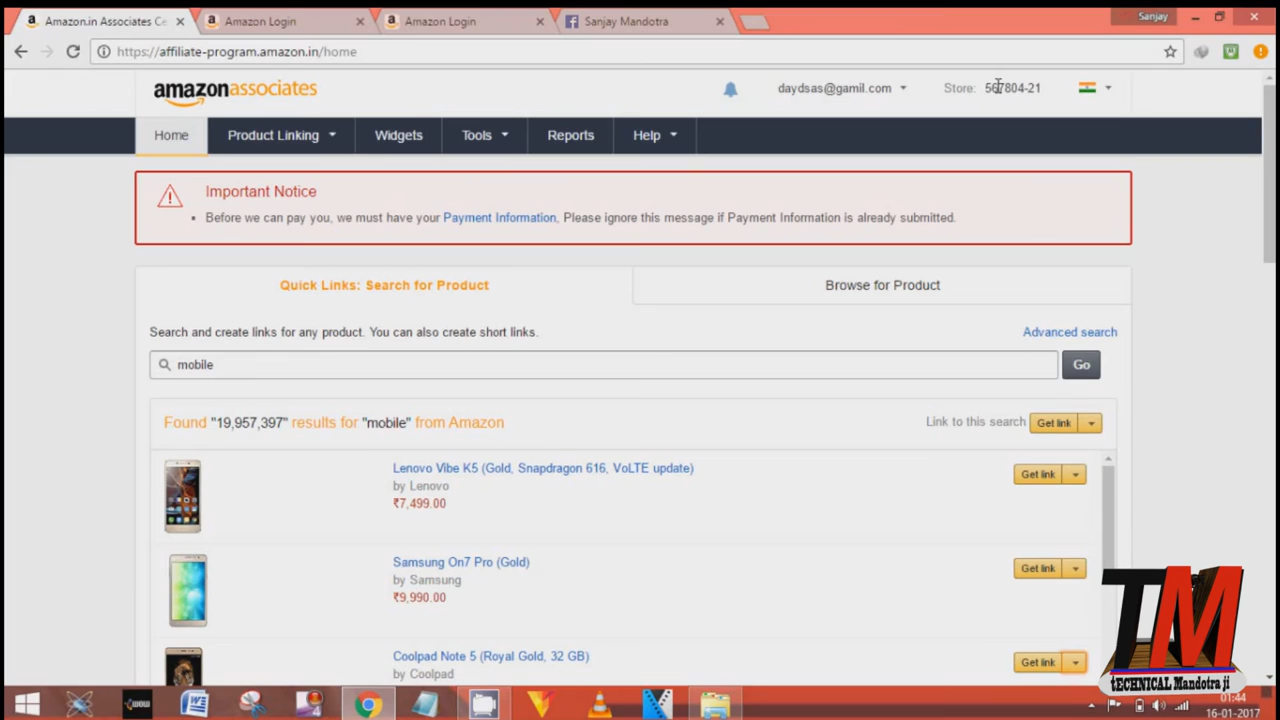 Amazon.in Associates Ce
Amazon Login
Amazon Login
Sanjay Mandotra
Sanjay
https://affiliate-program.amazon.in/home
amazonassociates
daydsas@gamil.com
Store: 567804-21
Home
Product Linking
Widgets
Tools
Reports
Help
Important Notice
Before we can pay you, we must have your Payment Information. Please ignore this message if Payment Information is already submitted.
Quick Links: Search for Product
Browse for Product
Search and create links for any product. You can also create short links.
Advanced search
mobile
Go
Found "19,957,397" results for "mobile" from Amazon
Link to this search
Get link
Lenovo Vibe K5 (Gold, Snapdragon 616, VoLTE update)
by Lenovo
₹7,499.00
Get link
Samsung On7 Pro (Gold)
by Samsung
₹9,990.00
Get link
Coolpad Note 5 (Royal Gold, 32 GB)
by Coolpad
Get link
TM
tECHNICAL Mandotra ji
01:44
16-01-2017